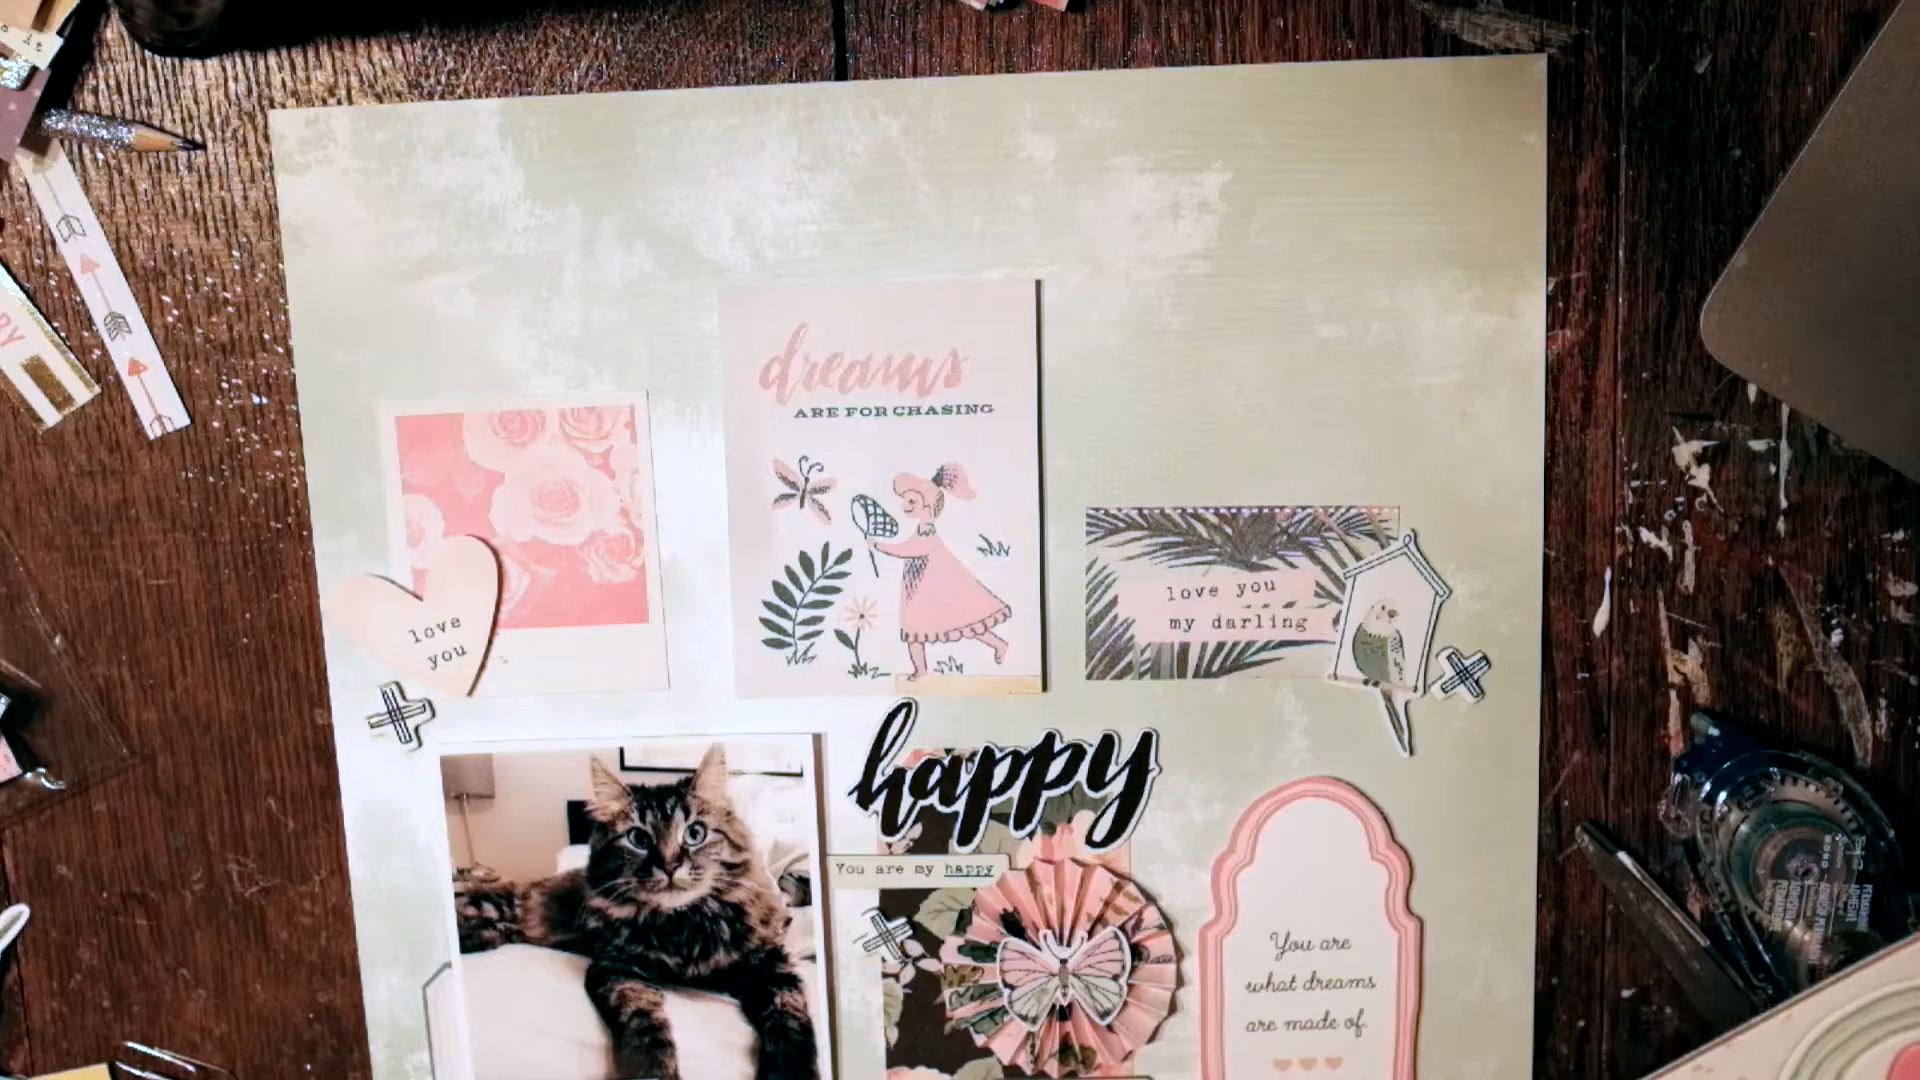 RY
dreams
ARE FOR CHASING
love you
my darling
love
you
happy
You are my happy
You are
what dreams
are made of.